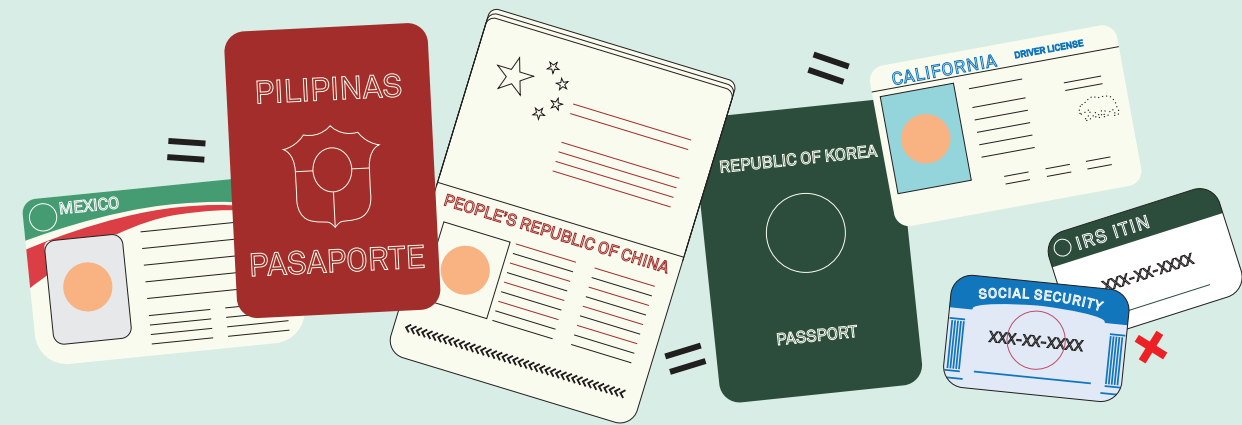 MEXICO
PILIPINAS
PASAPORTE
PEOPLE'S REPUBLIC OF CHINA
REPUBLIC OF KOREA
PASSPORT
CALIFORNIA DRIVER LICENSE
IRS ITIN
XXX-XX-XXXX
SOCIAL SECURITY
XXX-XX-XXXX